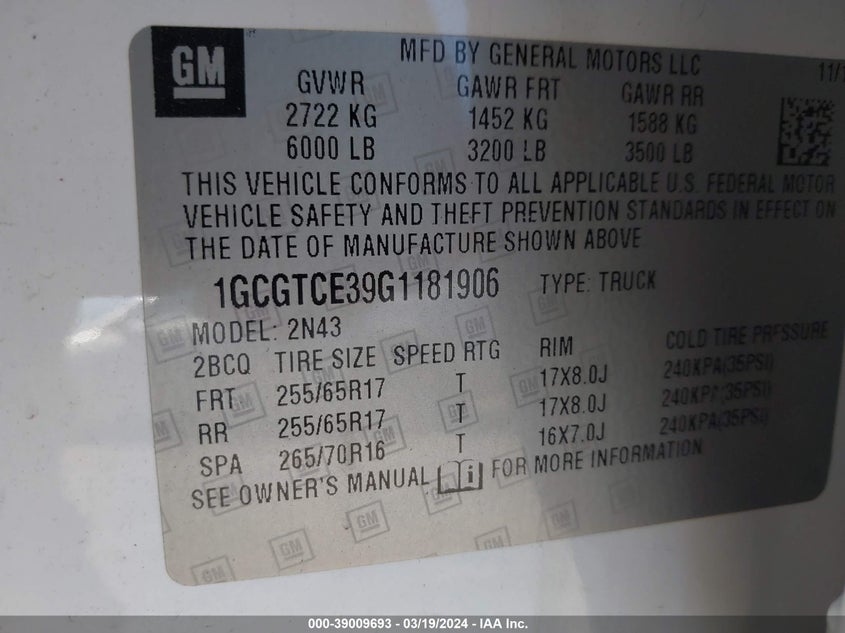 GM
MFD BY GENERAL MOTORS LLC
11/1
GVWR GAWR FRT GAWR RR
2722 KG 1452 KG 1588 KG
6000 LB 3200 LB 3500 LB
THIS VEHICLE CONFORMS TO ALL APPLICABLE U.S. FEDERAL MOTOR
VEHICLE SAFETY AND THEFT PREVENTION STANDARDS IN EFFECT ON
THE DATE OF MANUFACTURE SHOWN ABOVE
1GCGTCE39G1181906 TYPE: TRUCK
MODEL: 2N43
2BCQ TIRE SIZE SPEED RTG RIM COLD TIRE PRESSURE
FRT 255/65R17 T 17X8.0J 240KPA(35PSI)
RR 255/65R17 T 17X8.0J 240KPA(35PSI)
SPA 265/70R16 T 16X7.0J 240KPA(35PSI)
SEE OWNER'S MANUAL FOR MORE INFORMATION
000-39009693 - 03/19/2024 - IAA Inc.